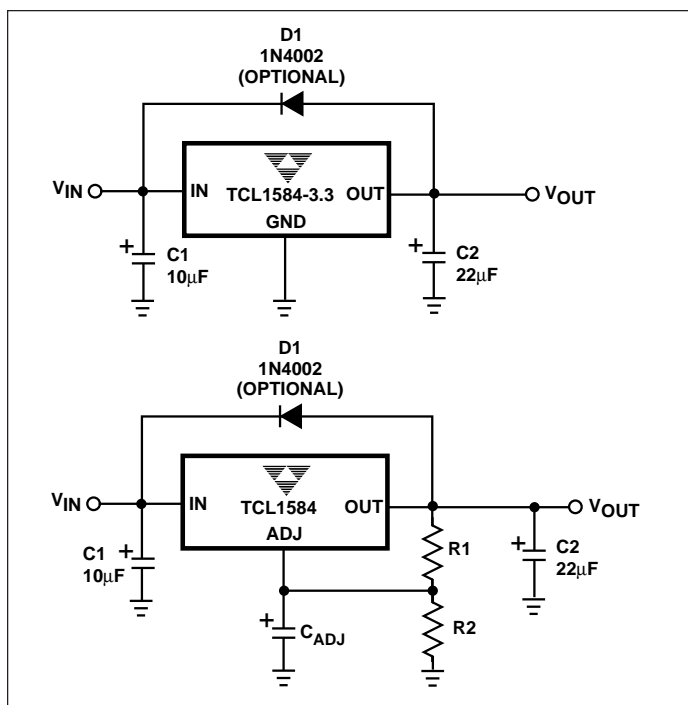 D1
1N4002
(OPTIONAL)
VIN
IN
TCL1584-3.3
OUT
VOUT
GND
+
C1
10µF
+
C2
22µF
D1
1N4002
(OPTIONAL)
VIN
IN
TCL1584
OUT
VOUT
ADJ
+
C1
10µF
R1
+
C2
22µF
+
CADJ
R2